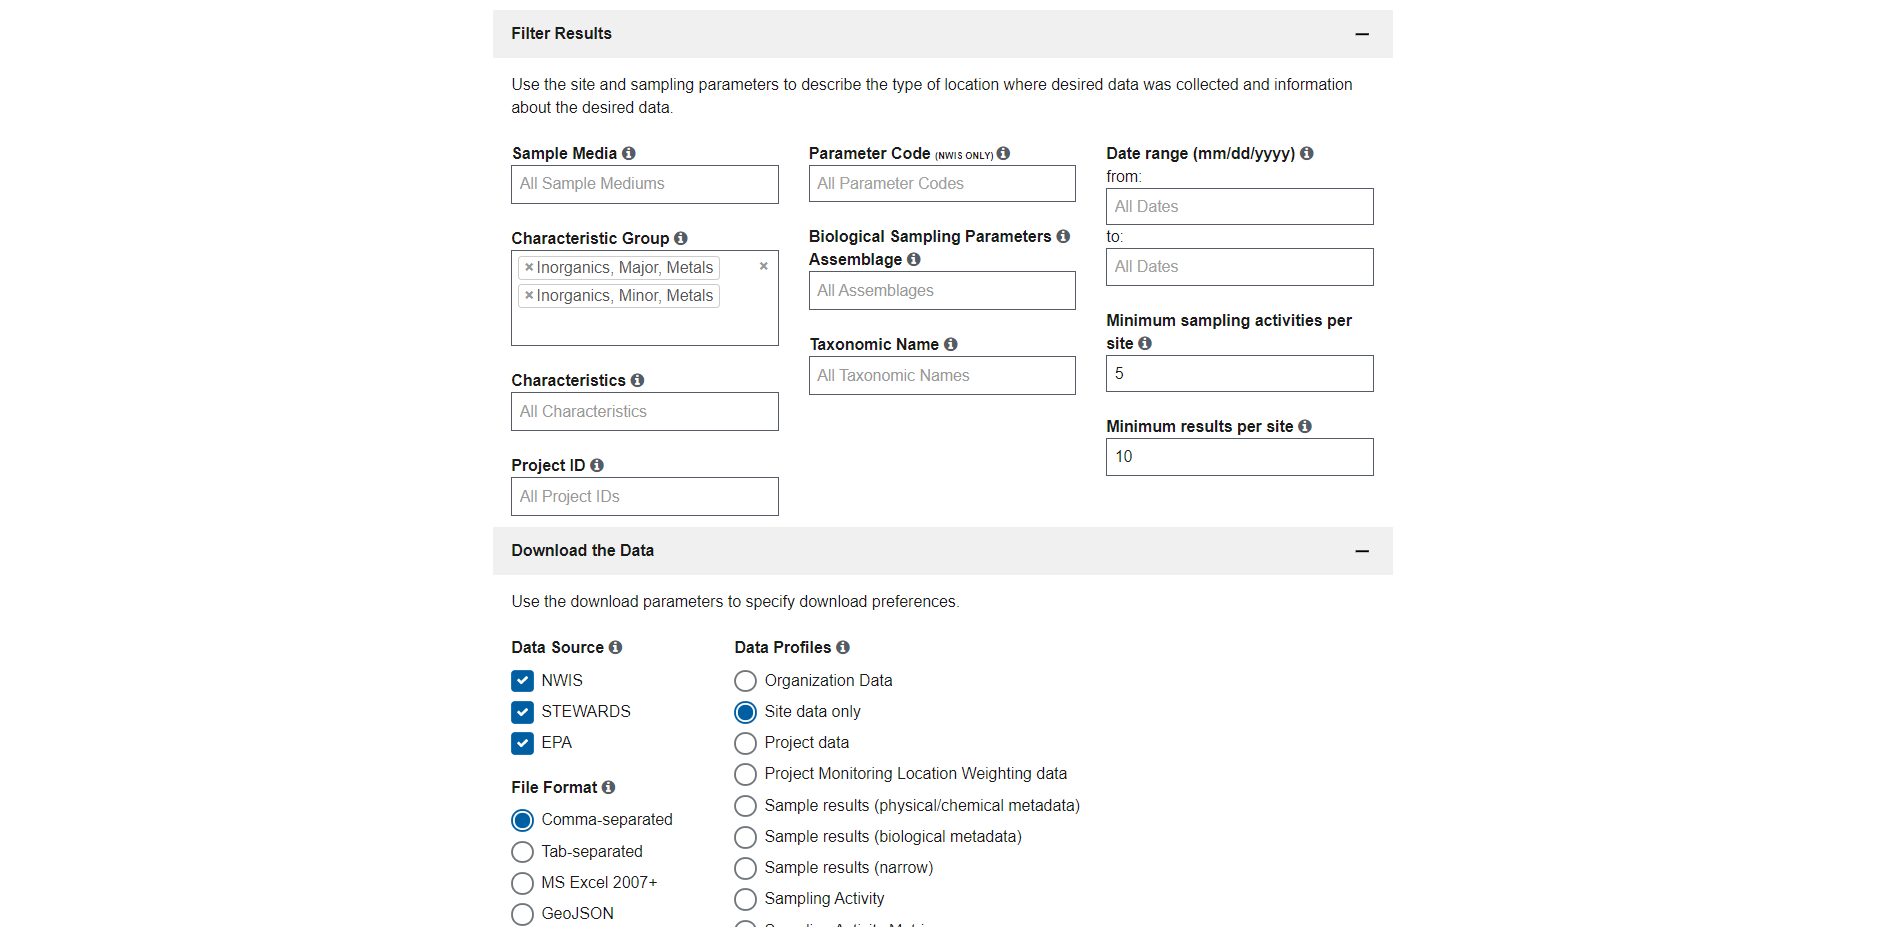 Filter Results
Use the site and sampling parameters to describe the type of location where desired data was collected and information
about the desired data.
Sample Media
All Sample Mediums
Characteristic Group
× Inorganics, Major, Metals
×
× Inorganics, Minor, Metals
Characteristics
All Characteristics
Project ID
All Project IDs
Parameter Code (NWIS ONLY)
All Parameter Codes
Biological Sampling Parameters
Assemblage
All Assemblages
Taxonomic Name
All Taxonomic Names
Date range (mm/dd/yyyy)
from:
All Dates
to:
All Dates
Minimum sampling activities per
site
5
Minimum results per site
10
Download the Data
Use the download parameters to specify download preferences.
Data Source
NWIS
STEWARDS
EPA
File Format
Comma-separated
Tab-separated
MS Excel 2007+
GeoJSON
Data Profiles
Organization Data
Site data only
Project data
Project Monitoring Location Weighting data
Sample results (physical/chemical metadata)
Sample results (biological metadata)
Sample results (narrow)
Sampling Activity